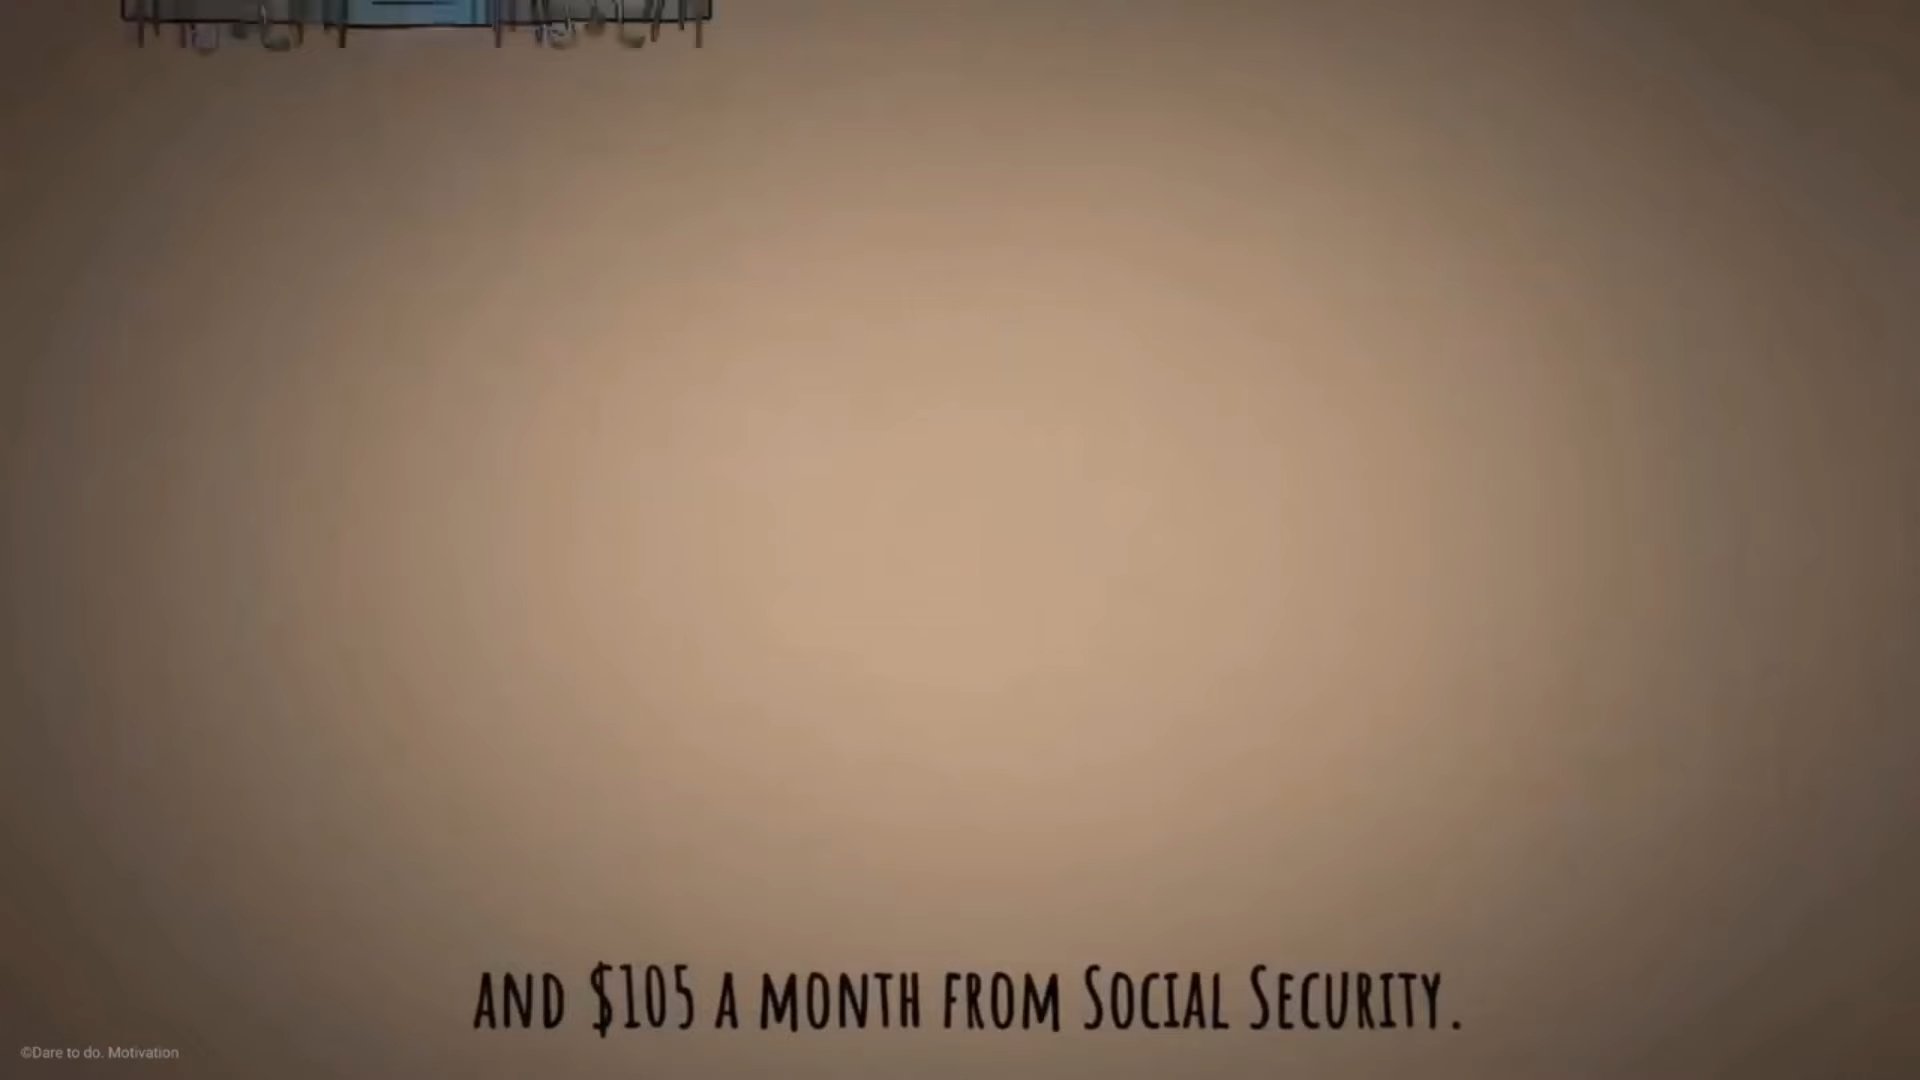 AND $105 A MONTH FROM SOCIAL SECURITY.
©Dare to do. Motivation